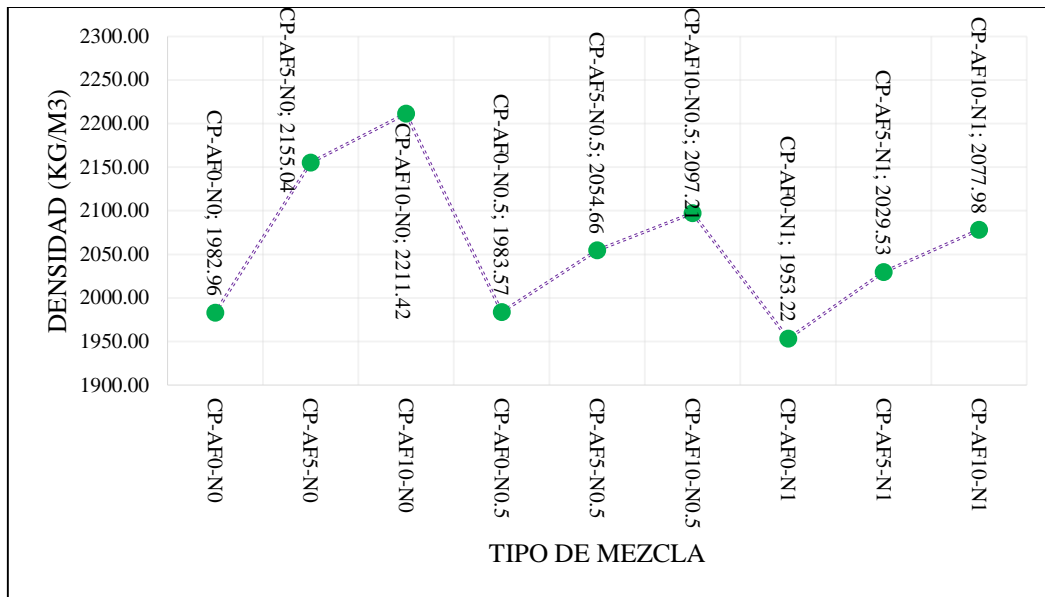 DENSIDAD (KG/M3)
2300.00
2250.00
2200.00
2150.00
2100.00
2050.00
2000.00
1950.00
1900.00
CP-AF0-N0; 1982.96
CP-AF5-N0; 2155.04
CP-AF10-N0; 2211.42
CP-AF0-N0.5; 1983.57
CP-AF5-N0.5; 2054.66
CP-AF10-N0.5; 2097.21
CP-AF0-N1; 1953.22
CP-AF5-N1; 2029.53
CP-AF10-N1; 2077.98
CP-AF0-N0
CP-AF5-N0
CP-AF10-N0
CP-AF0-N0.5
CP-AF5-N0.5
CP-AF10-N0.5
CP-AF0-N1
CP-AF5-N1
CP-AF10-N1
TIPO DE MEZCLA